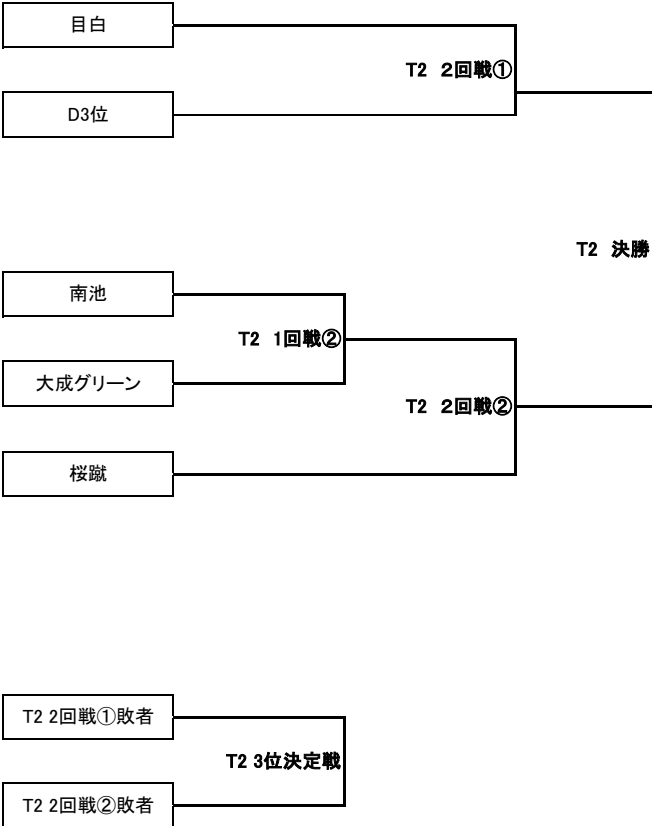 目白
T2 2回戦①
D3位
T2 決勝
南池
T2 1回戦②
大成グリーン
T2 2回戦②
桜蹴
T2 2回戦①敗者
T2 3位決定戦
T2 2回戦②敗者